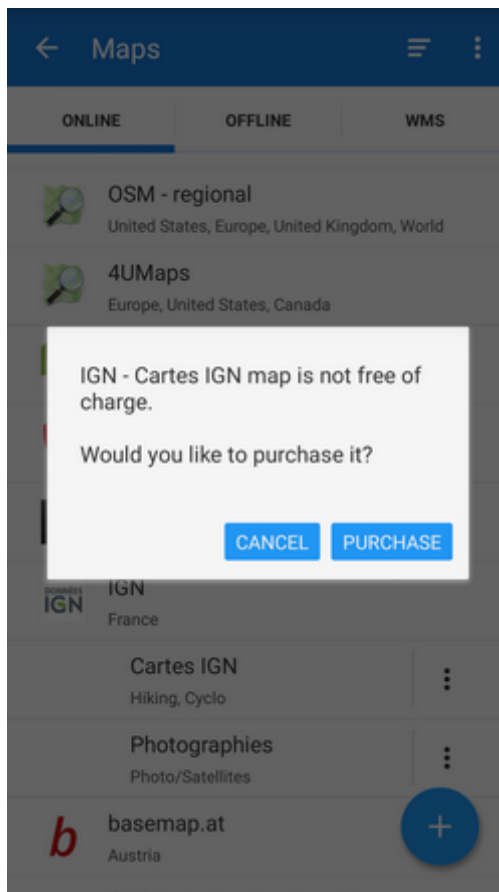 Maps
ONLINE OFFLINE WMS
OSM - regional
United States, Europe, United Kingdom, World
4UMaps
Europe, United States, Canada
IGN - Cartes IGN map is not free of
charge.
Would you like to purchase it?
CANCEL PURCHASE
DONNÉES
IGN
IGN
France
Cartes IGN
Hiking, Cyclo
Photographies
Photo/Satellites
b
basemap.at
Austria